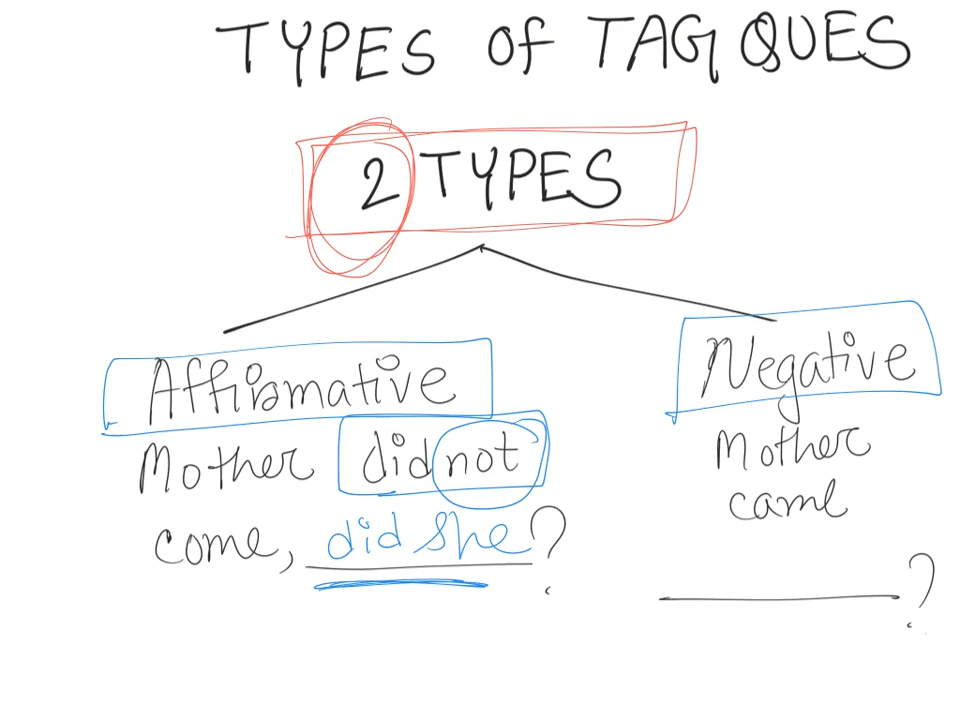 TYPES of TAG QUES
2 TYPES
Affirmative
Mother did not
come, did she?
Negative
Mother
came
?